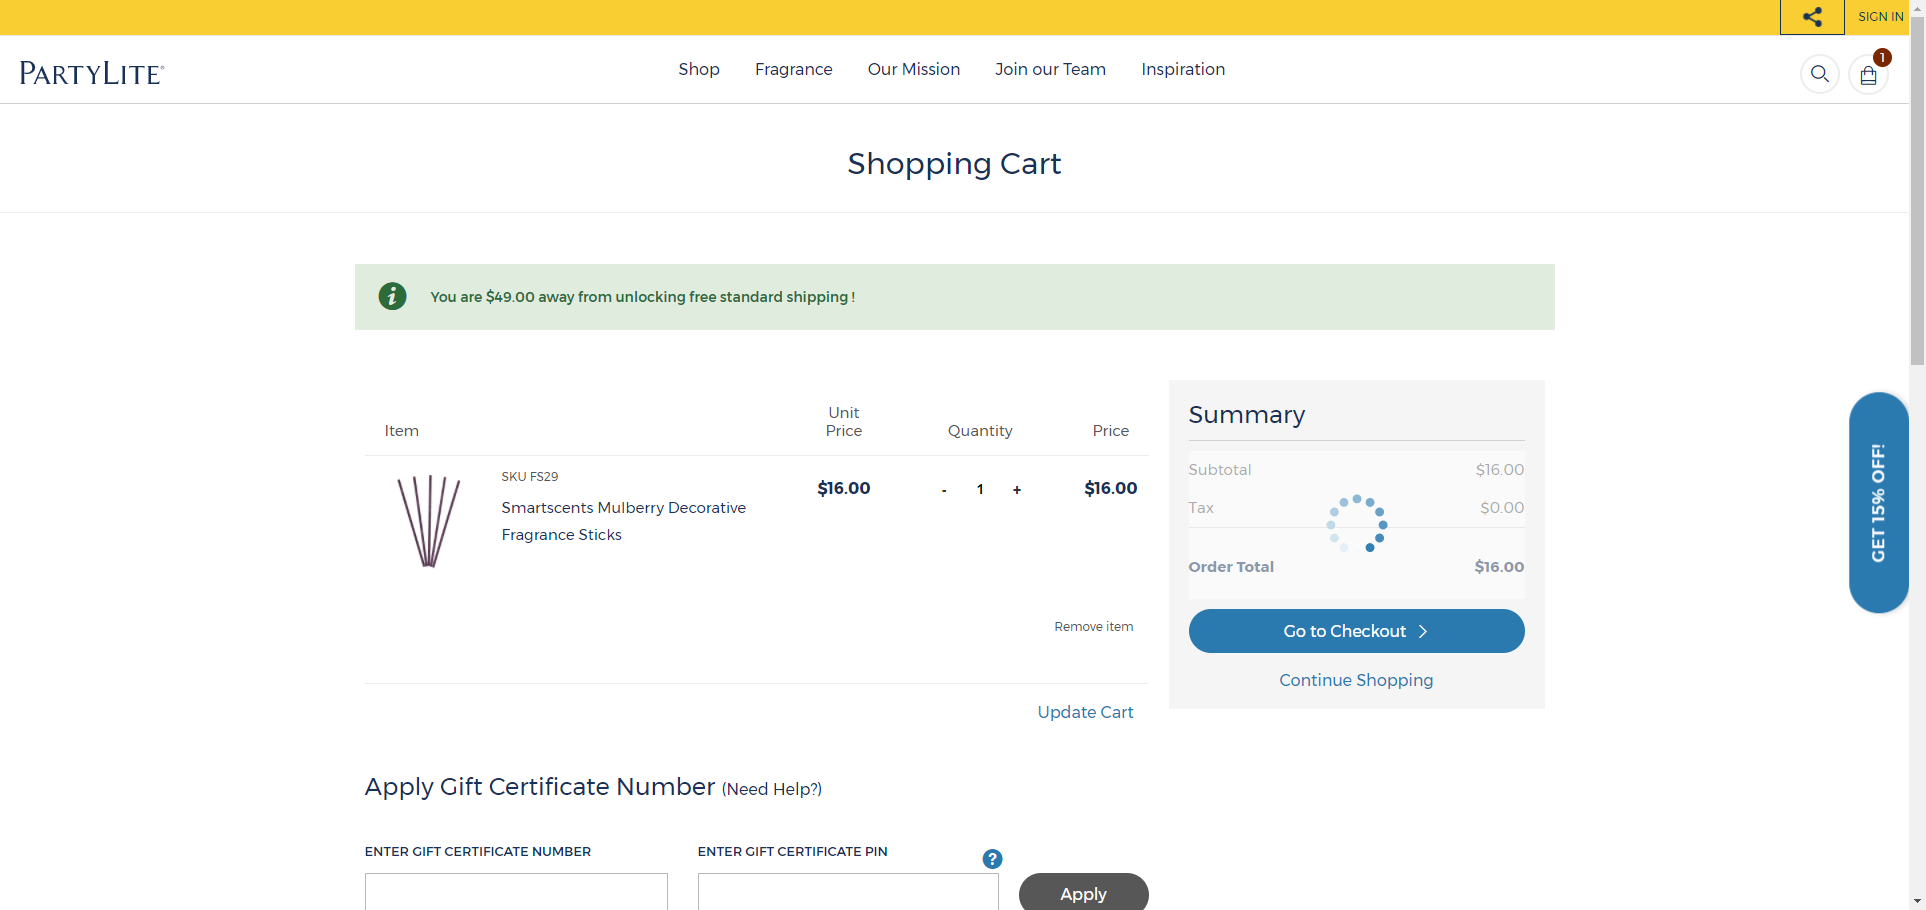 SIGN IN
PARTYLITE®
Shop
Fragrance
Our Mission
Join our Team
Inspiration
1
Shopping Cart
You are $49.00 away from unlocking free standard shipping !
Item
Unit
Price
Quantity
Price
SKU FS29
Smartscents Mulberry Decorative
Fragrance Sticks
$16.00
- 1 +
$16.00
Remove item
Update Cart
Summary
Subtotal $16.00
Tax $0.00
Order Total $16.00
Go to Checkout
Continue Shopping
GET 15% OFF!
Apply Gift Certificate Number (Need Help?)
ENTER GIFT CERTIFICATE NUMBER
ENTER GIFT CERTIFICATE PIN
?
Apply